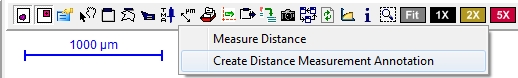 Fit 1X 2X 5X
1000 µm
Measure Distance
Create Distance Measurement Annotation